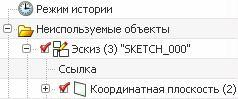 Режим истории
Неиспользуемые объекты
Эскиз (3) "SKETCH_000"
Ссылка
Координатная плоскость (2)